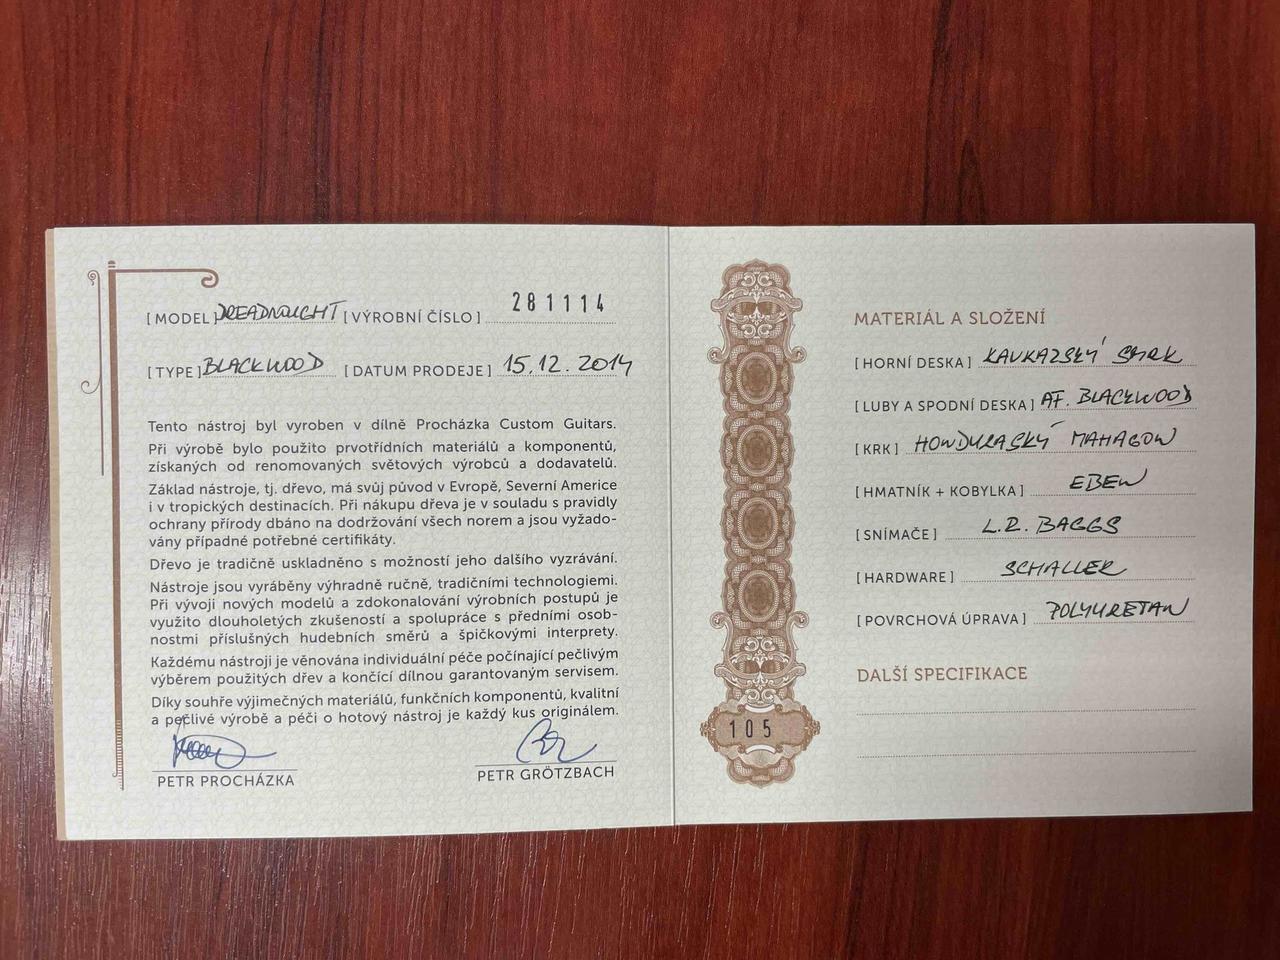 [ MODEL ] DREADNOUGHT [ VÝROBNÍ ČÍSLO ] 281114
[ TYPE ] BLACKWOOD [ DATUM PRODEJE ] 15.12.2014
Tento nástroj byl vyroben v dílně Procházka Custom Guitars.
Při výrobě bylo použito prvotřídních materiálů a komponentů,
získaných od renomovaných světových výrobců a dodavatelů.
Základ nástroje, tj. dřevo, má svůj původ v Evropě, Severní Americe
i v tropických destinacích. Při nákupu dřeva je v souladu s pravidly
ochrany přírody dbáno na dodržování všech norem a jsou vyžado-
vány případné potřebné certifikáty.
Dřevo je tradičně uskladněno s možností jeho dalšího vyzrávání.
Nástroje jsou vyráběny výhradně ručně, tradičními technologiemi.
Při vývoji nových modelů a zdokonalování výrobních postupů je
využito dlouholetých zkušeností a spolupráce s předními osob-
nostmi příslušných hudebních směrů a špičkovými interprety.
Každému nástroji je věnována individuální péče počínající pečlivým
výběrem použitých dřev a končící dílnou garantovaným servisem.
Díky souhře výjimečných materiálů, funkčních komponentů, kvalitní
a pečlivé výrobě a péči o hotový nástroj je každý kus originálem.
PETR PROCHÁZKA
PETR GRÖTZBACH
105
MATERIÁL A SLOŽENÍ
[ HORNÍ DESKA ] KAVKAZSKÝ SMRK
[ LUBY A SPODNÍ DESKA ] AF. BLACKWOOD
[ KRK ] HONDURASKÝ MAHAGON
[ HMATNÍK + KOBYLKA ] EBEN
[ SNÍMAČE ] L.R. BAGGS
[ HARDWARE ] SCHALLER
[ POVRCHOVÁ ÚPRAVA ] POLYURETAN
DALŠÍ SPECIFIKACE